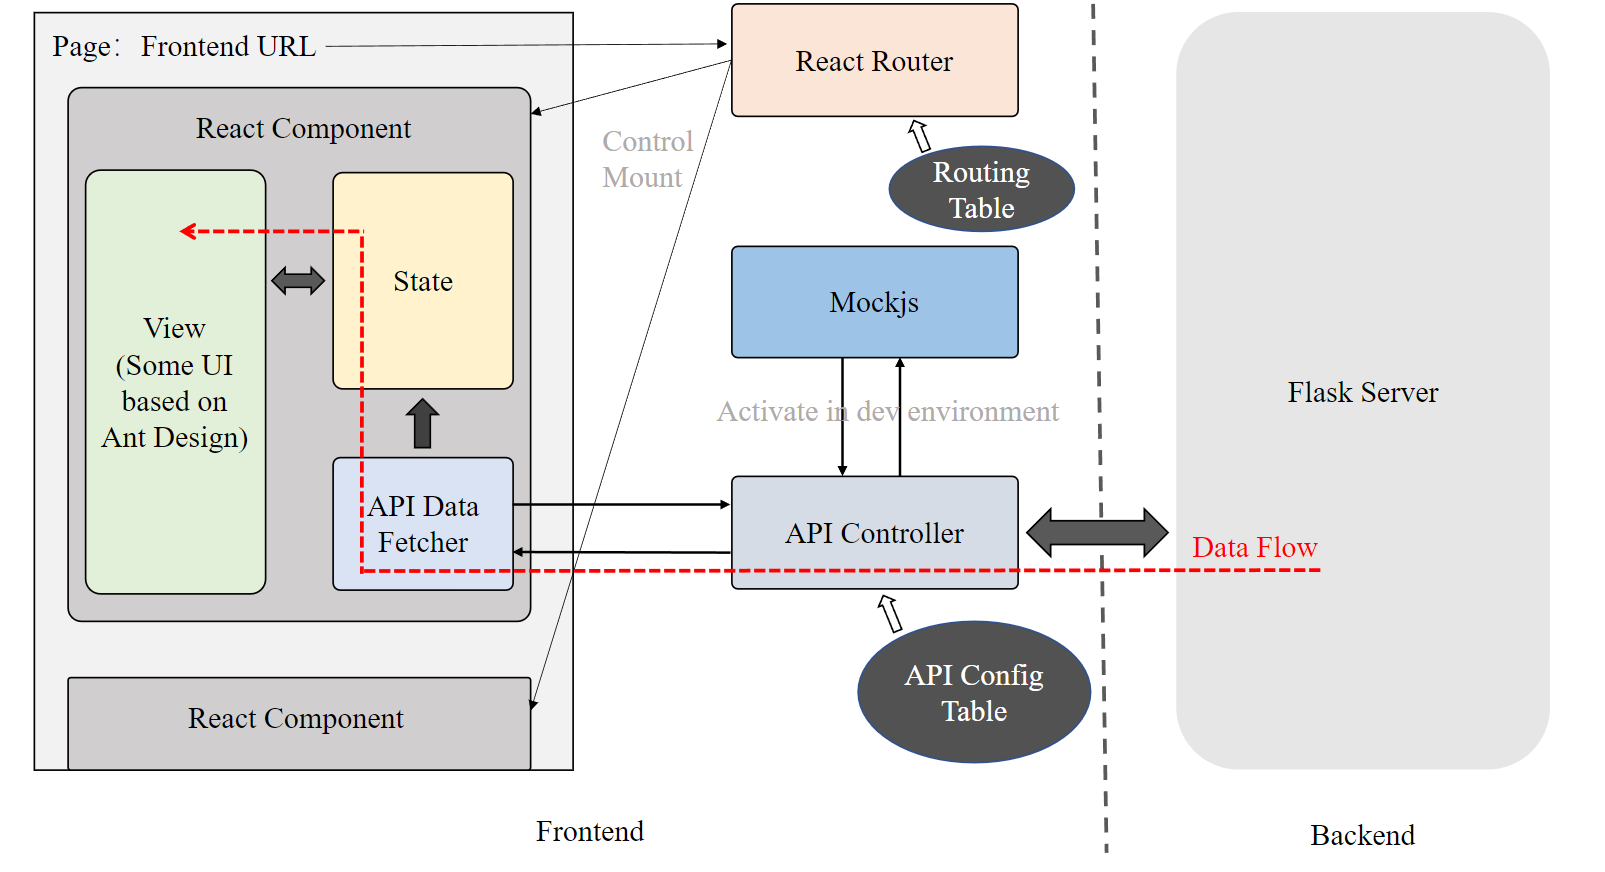 Page： Frontend URL
React Component
View
(Some UI
based on
Ant Design)
State
API Data
Fetcher
React Component
Control
Mount
React Router
Routing
Table
Mockjs
Activate in dev environment
API Controller
API Config
Table
Flask Server
Data Flow
Frontend
Backend